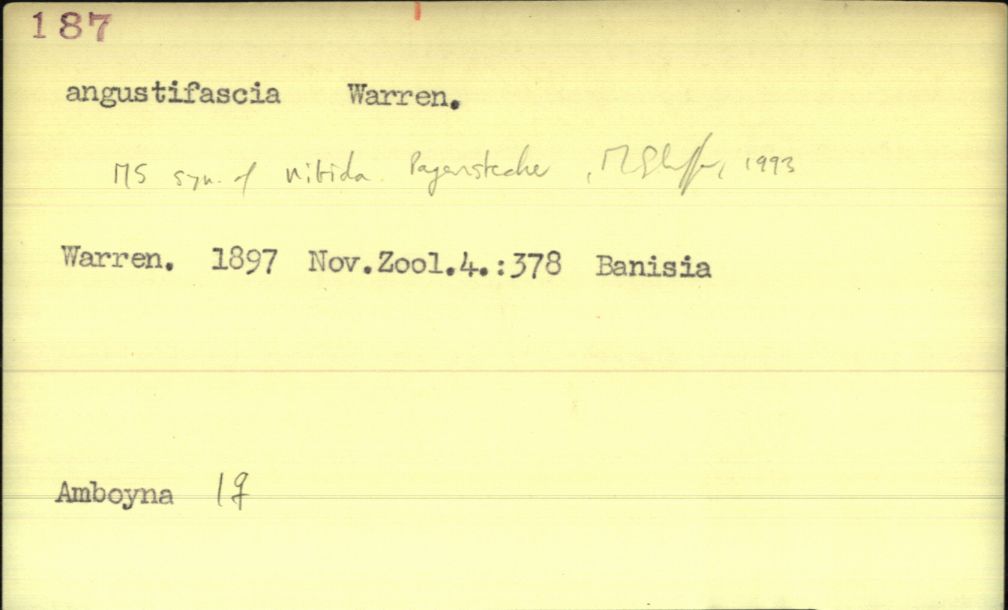 187
angustifascia Warren.
MS syn. of nitida Pagenstecher, 1993
Warren. 1897 Nov.Zool.4.:378 Banisia
Amboyna 1♀